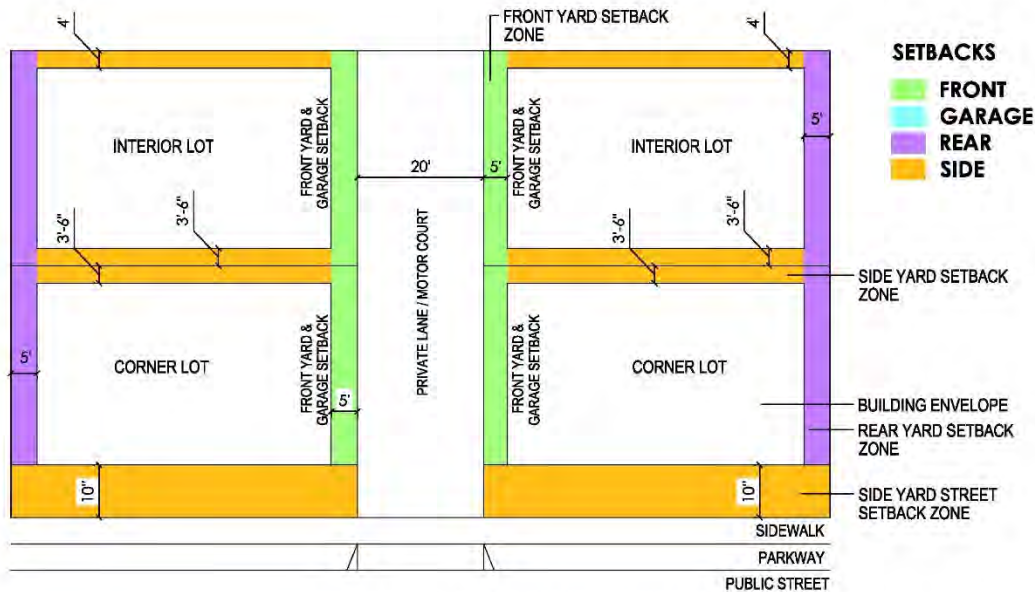 FRONT YARD SETBACK
ZONE
4'
4'
SETBACKS
FRONT
GARAGE
REAR
SIDE
INTERIOR LOT
FRONT YARD &
GARAGE SETBACK
20'
5'
FRONT YARD &
GARAGE SETBACK
INTERIOR LOT
5'
3'-6"
3'-6"
3'-6"
3'-6"
PRIVATE LANE / MOTOR COURT
SIDE YARD SETBACK
ZONE
5'
CORNER LOT
FRONT YARD &
GARAGE SETBACK
5'
FRONT YARD &
GARAGE SETBACK
CORNER LOT
BUILDING ENVELOPE
REAR YARD SETBACK
ZONE
10"
10"
SIDE YARD STREET
SETBACK ZONE
SIDEWALK
PARKWAY
PUBLIC STREET